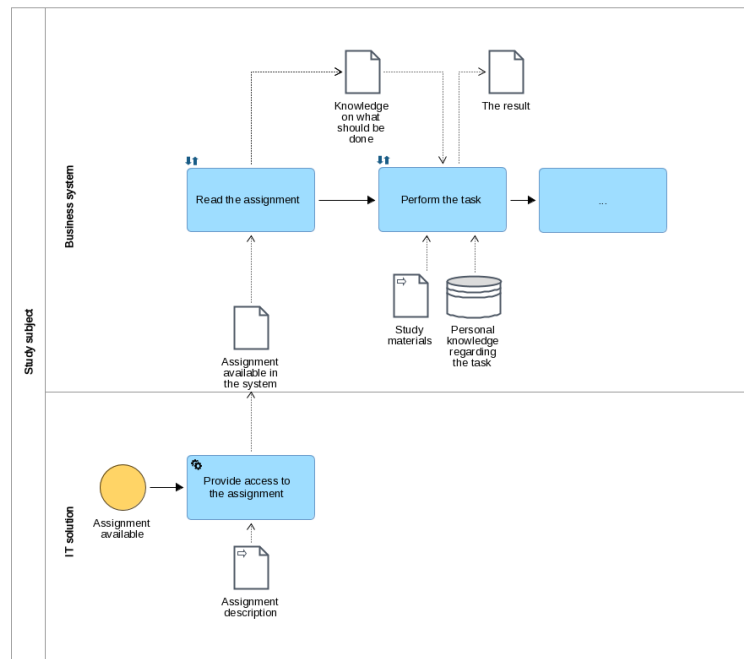 Study subject
Business system
Knowledge
on what
should be
done
The result
Read the assignment
Perform the task
...
Study
materials
Personal
knowledge
regarding
the task
Assignment
available in
the system
IT solution
Provide access to
the assignment
Assignment
available
Assignment
description